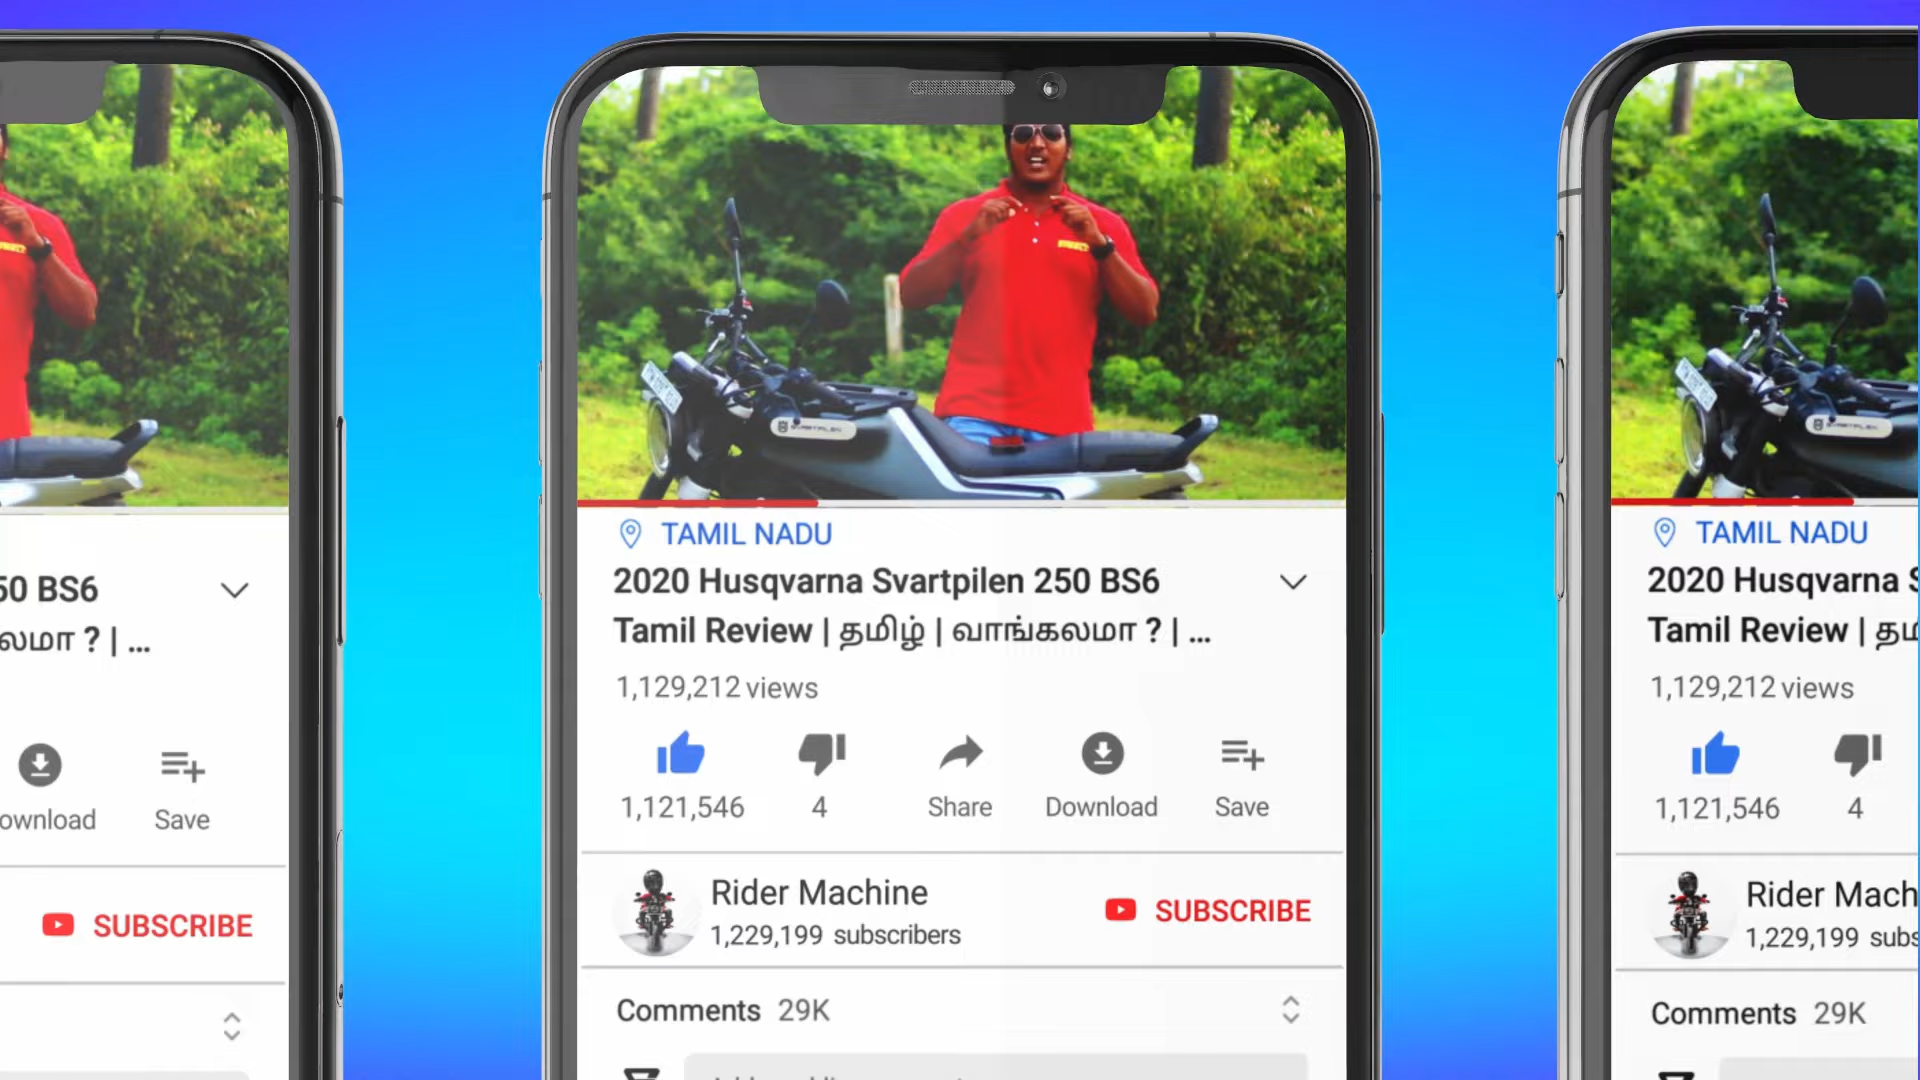 TAMIL NADU
2020 Husqvarna Svartpilen 250 BS6
Tamil Review | தமிழ் | வாங்கலமா ? | ...
1,129,212 views
1,121,546
4
Share
Download
Save
Rider Machine
1,229,199 subscribers
SUBSCRIBE
Comments 29K
50 BS6
லமா ? | ...
ownload
Save
SUBSCRIBE
TAMIL NADU
2020 Husqvarna S
Tamil Review | தமி
1,129,212 views
1,121,546
4
Rider Mach
1,229,199 subs
Comments 29K